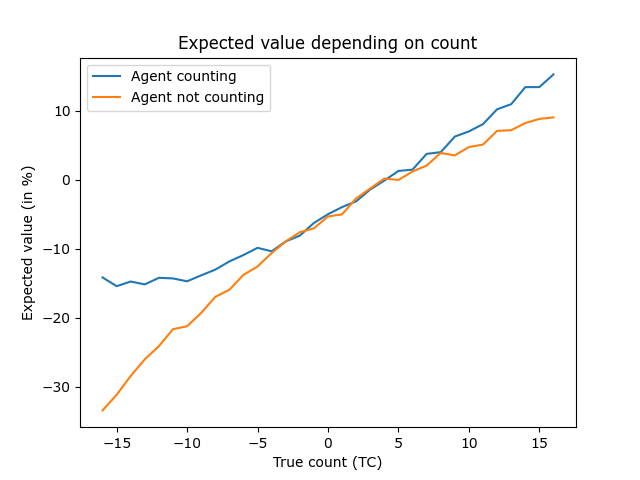 Expected value depending on count
Agent counting
Agent not counting
10
0
−10
−20
−30
Expected value (in %)
−15
−10
−5
0
5
10
15
True count (TC)